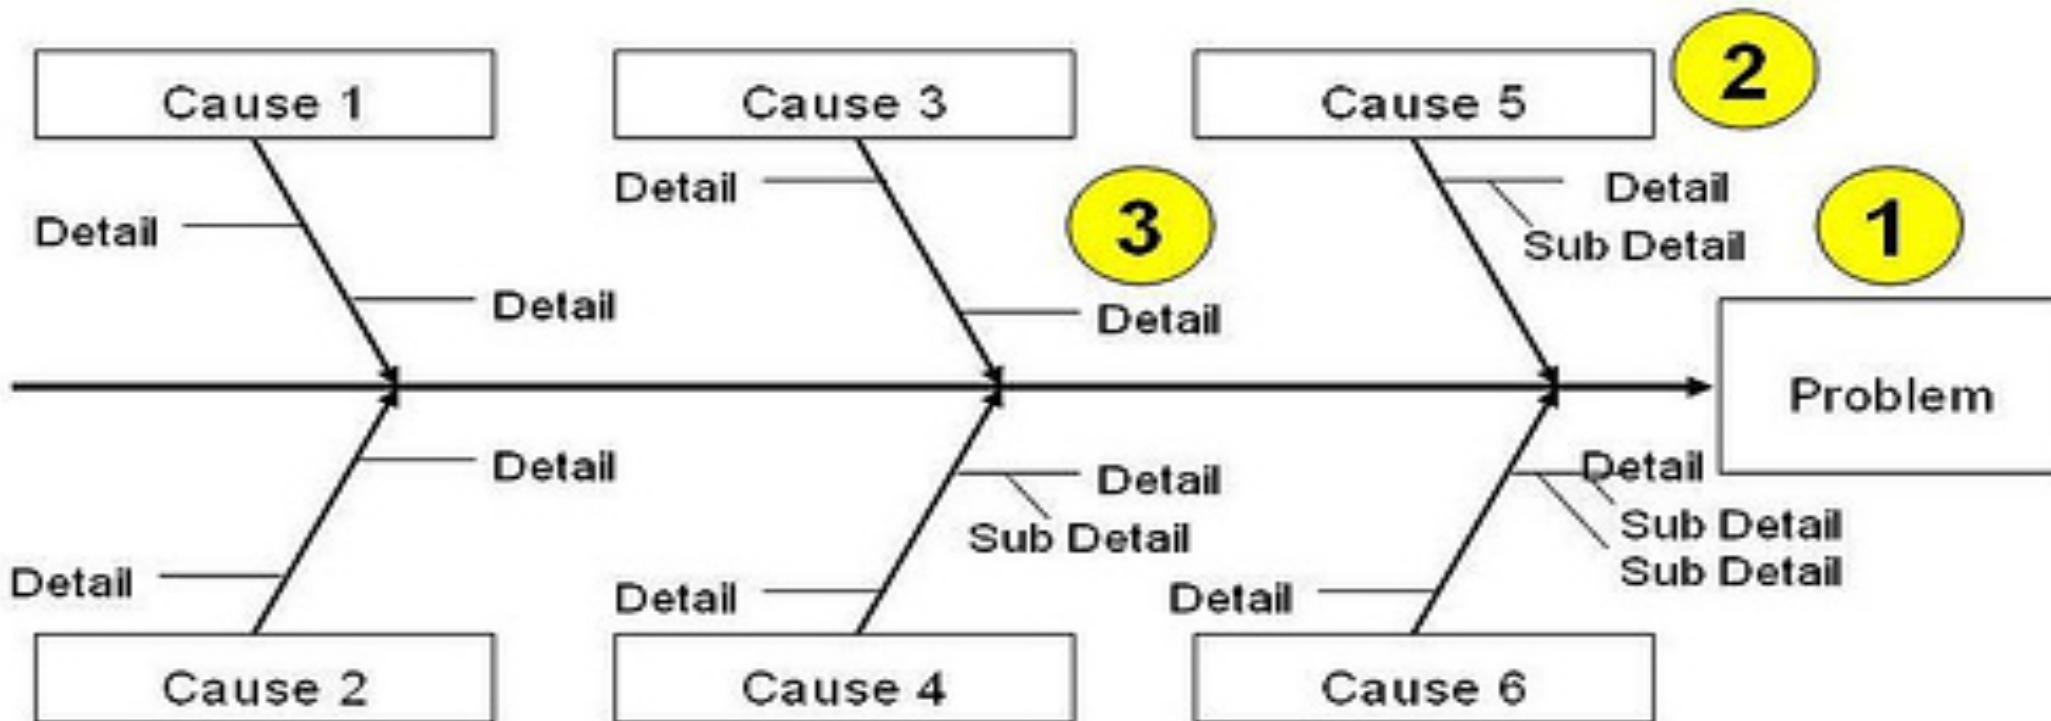 Cause 1
Cause 3
Cause 5
2
Detail
Detail
Detail
Sub Detail
3
1
Detail
Detail
Problem
Detail
Detail
Detail
Sub Detail
Sub Detail
Sub Detail
Detail
Detail
Detail
Cause 2
Cause 4
Cause 6